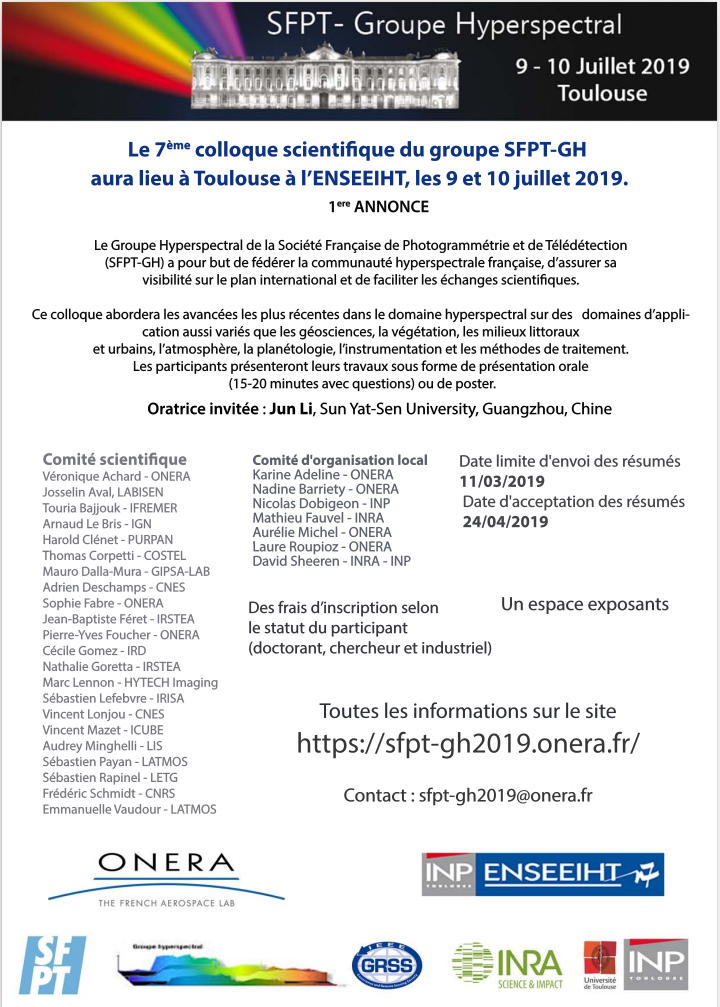 SFPT- Groupe Hyperspectral
9 - 10 Juillet 2019
Toulouse
Le 7ème colloque scientifique du groupe SFPT-GH
aura lieu à Toulouse à l'ENSEEIHT, les 9 et 10 juillet 2019.
1ere ANNONCE
Le Groupe Hyperspectral de la Société Française de Photogrammétrie et de Télédétection
(SFPT-GH) a pour but de fédérer la communauté hyperspectrale française, d'assurer sa
visibilité sur le plan international et de faciliter les échanges scientifiques.
Ce colloque abordera les avancées les plus récentes dans le domaine hyperspectral sur des domaines d'appli-
cation aussi variés que les géosciences, la végétation, les milieux littoraux
et urbains, l'atmosphère, la planétologie, l'instrumentation et les méthodes de traitement.
Les participants présenteront leurs travaux sous forme de présentation orale
(15-20 minutes avec questions) ou de poster.
Oratrice invitée : Jun Li, Sun Yat-Sen University, Guangzhou, Chine
Comité scientifique
Véronique Achard - ONERA
Josselin Aval, LABISEN
Touria Bajjouk - IFREMER
Arnaud Le Bris - IGN
Harold Clénet - PURPAN
Thomas Corpetti - COSTEL
Mauro Dalla-Mura - GIPSA-LAB
Adrien Deschamps - CNES
Sophie Fabre - ONERA
Jean-Baptiste Féret - IRSTEA
Pierre-Yves Foucher - ONERA
Cécile Gomez - IRD
Nathalie Goretta - IRSTEA
Marc Lennon - HYTECH Imaging
Sébastien Lefebvre - IRISA
Vincent Lonjou - CNES
Vincent Mazet - ICUBE
Audrey Minghelli - LIS
Sébastien Payan - LATMOS
Sébastien Rapinel - LETG
Frédéric Schmidt - CNRS
Emmanuelle Vaudour - LATMOS
Comité d'organisation local
Karine Adeline - ONERA
Nadine Barriety - ONERA
Nicolas Dobigeon - INP
Mathieu Fauvel - INRA
Aurélie Michel - ONERA
Laure Roupioz - ONERA
David Sheeren - INRA - INP
Date limite d'envoi des résumés
11/03/2019
Date d'acceptation des résumés
24/04/2019
Des frais d'inscription selon
le statut du participant
(doctorant, chercheur et industriel)
Un espace exposants
Toutes les informations sur le site
https://sfpt-gh2019.onera.fr/
Contact : sfpt-gh2019@onera.fr
ONERA
THE FRENCH AEROSPACE LAB
INP
TOULOUSE
ENSEEIHT
SF
PT
Groupe hyperspectral
IEEE
GRSS
INRA
SCIENCE & IMPACT
Université
de Toulouse
INP
TOULOUSE